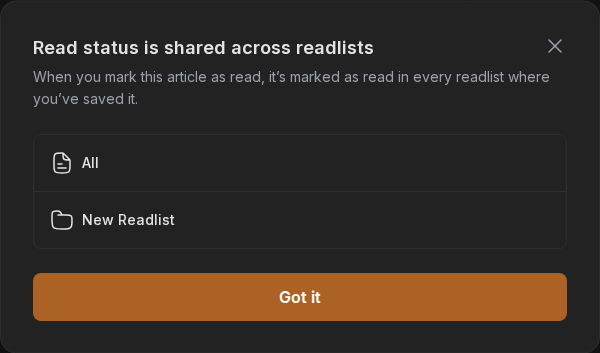 Read status is shared across readlists
When you mark this article as read, it’s marked as read in every readlist where
you’ve saved it.
All
New Readlist
Got it